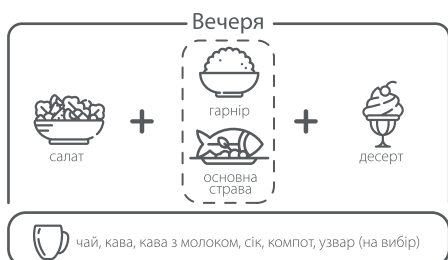 Вечеря
гарнір
салат
десерт
основна
страва
чай, кава, кава з молоком, сік, компот, узвар (на вибір)